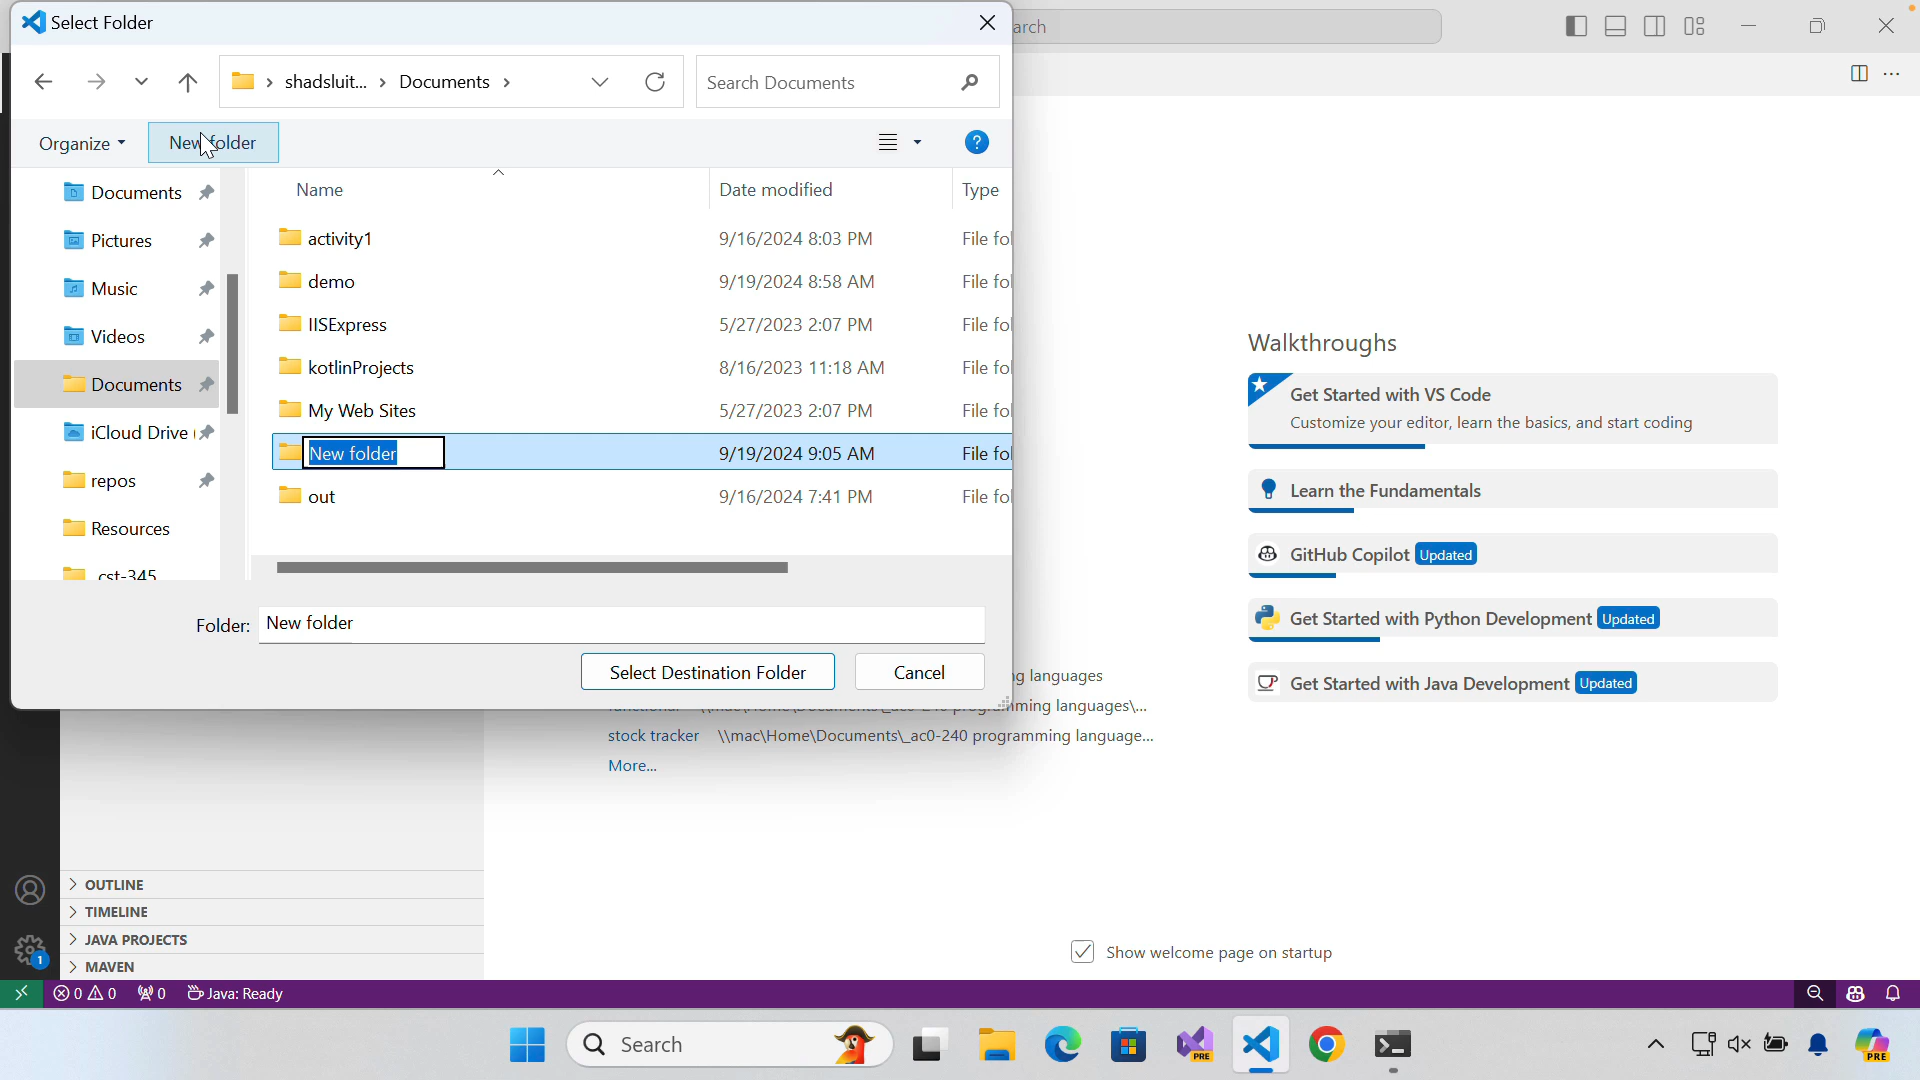 Select Folder
arch
shadsluit... > Documents >
Search Documents
Organize
New folder
?
Name
Date modified
Type
Documents
Pictures
Music
Videos
Documents
iCloud Drive (
repos
Resources
cst-345
activity1 9/16/2024 8:03 PM File fol
demo 9/19/2024 8:58 AM File fol
IISExpress 5/27/2023 2:07 PM File fol
kotlinProjects 8/16/2023 11:18 AM File fol
My Web Sites 5/27/2023 2:07 PM File fol
New folder 9/19/2024 9:05 AM File fol
out 9/16/2024 7:41 PM File fol
Folder: New folder
Select Destination Folder
Cancel
Walkthroughs
Get Started with VS Code
Customize your editor, learn the basics, and start coding
Learn the Fundamentals
GitHub Copilot Updated
Get Started with Python Development Updated
Get Started with Java Development Updated
languages
programming languages\...
stock tracker \\mac\Home\Documents\_ac0-240 programming language...
More...
OUTLINE
TIMELINE
JAVA PROJECTS
MAVEN
Show welcome page on startup
1
0 0 0 Java: Ready
Search
PRE
PRE